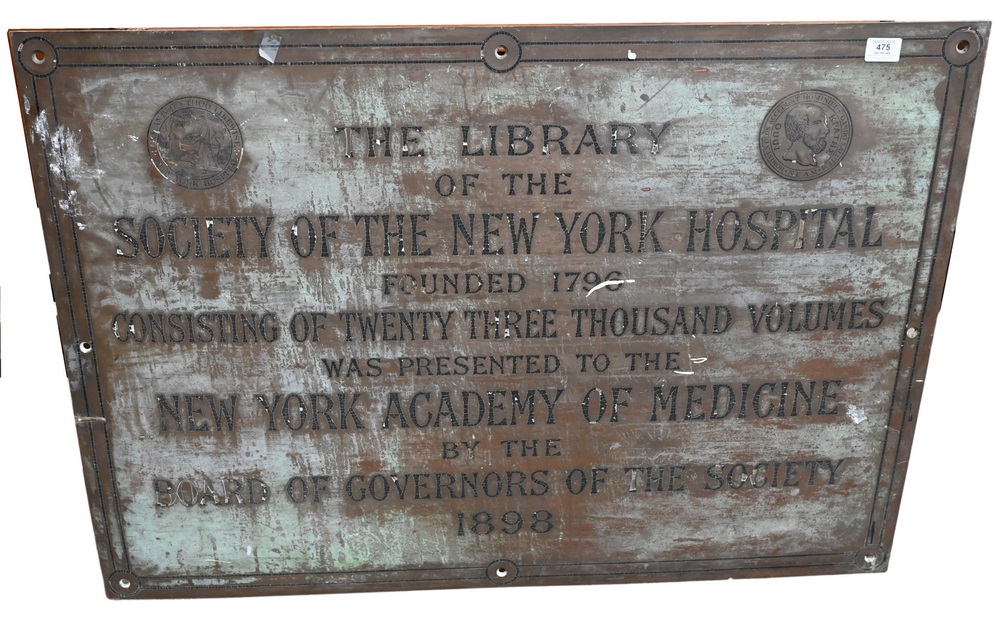 475
THE LIBRARY
OF THE
SOCIETY OF THE NEW YORK HOSPITAL
FOUNDED 1796
CONSISTING OF TWENTY THREE THOUSAND VOLUMES
WAS PRESENTED TO THE
NEW YORK ACADEMY OF MEDICINE
BY THE
BOARD OF GOVERNORS OF THE SOCIETY
1898